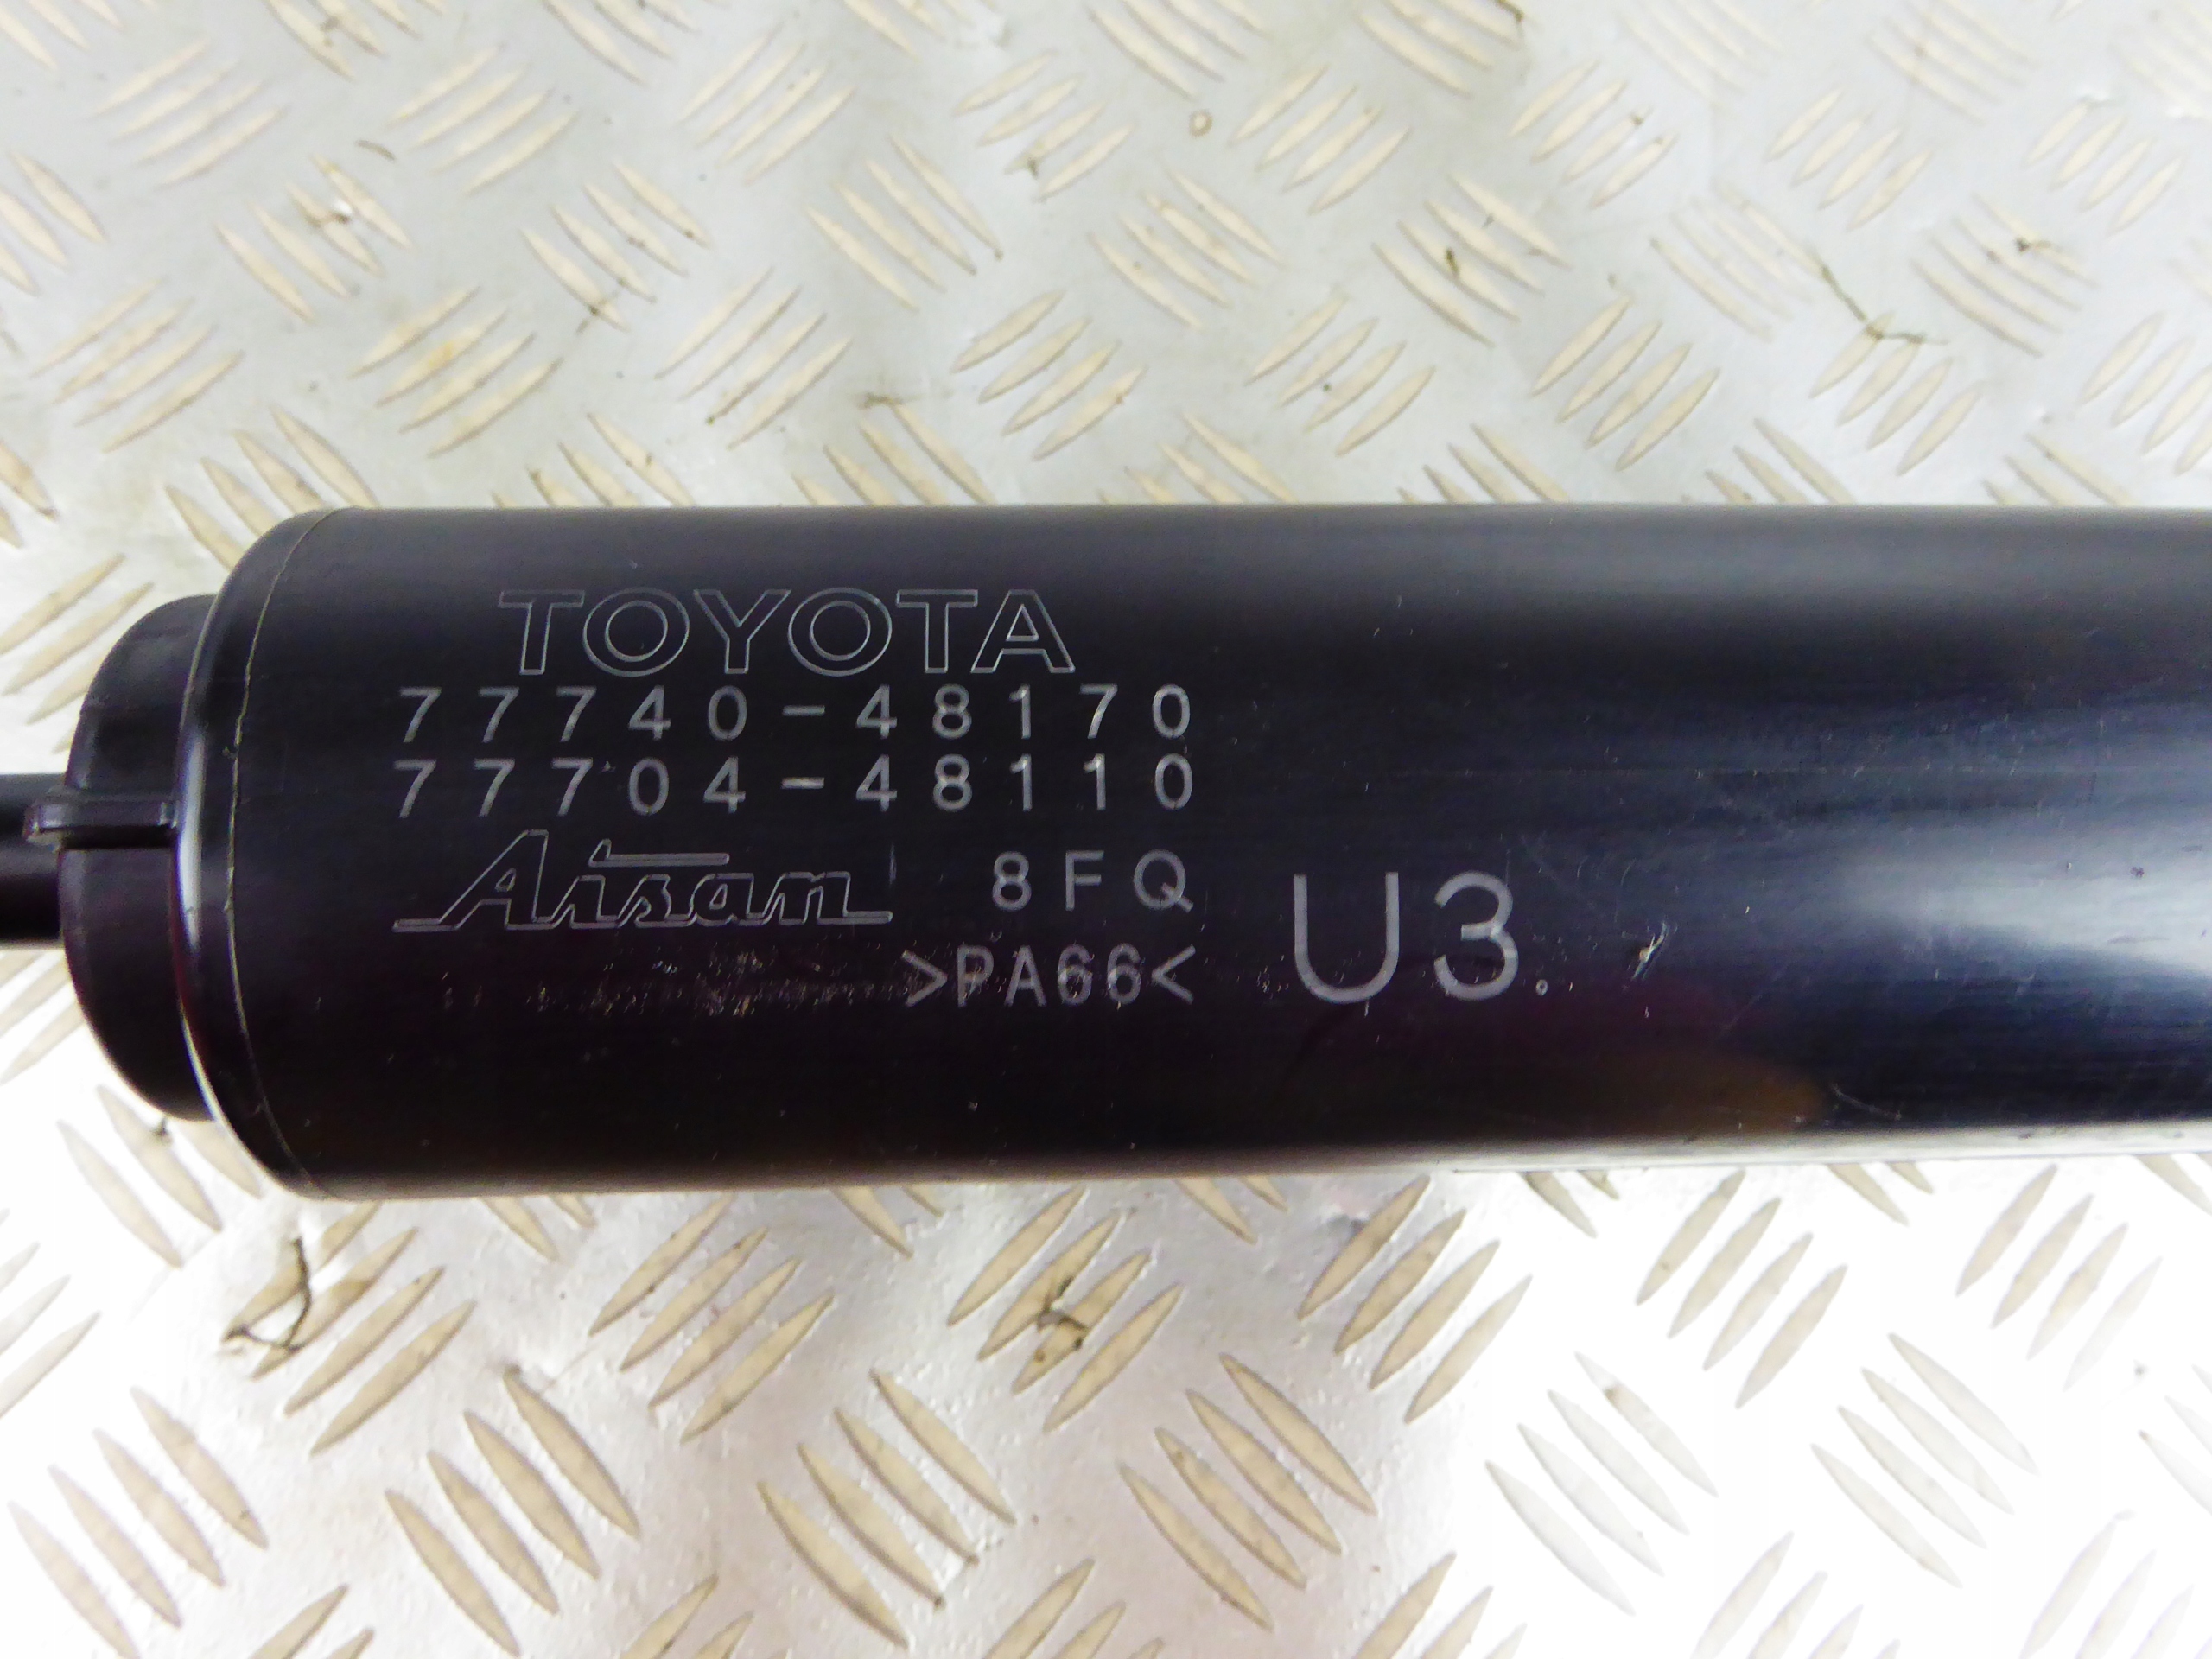 TOYOTA
77740-48170
77704-48110
Aisan 8FQ
>PA66< U3